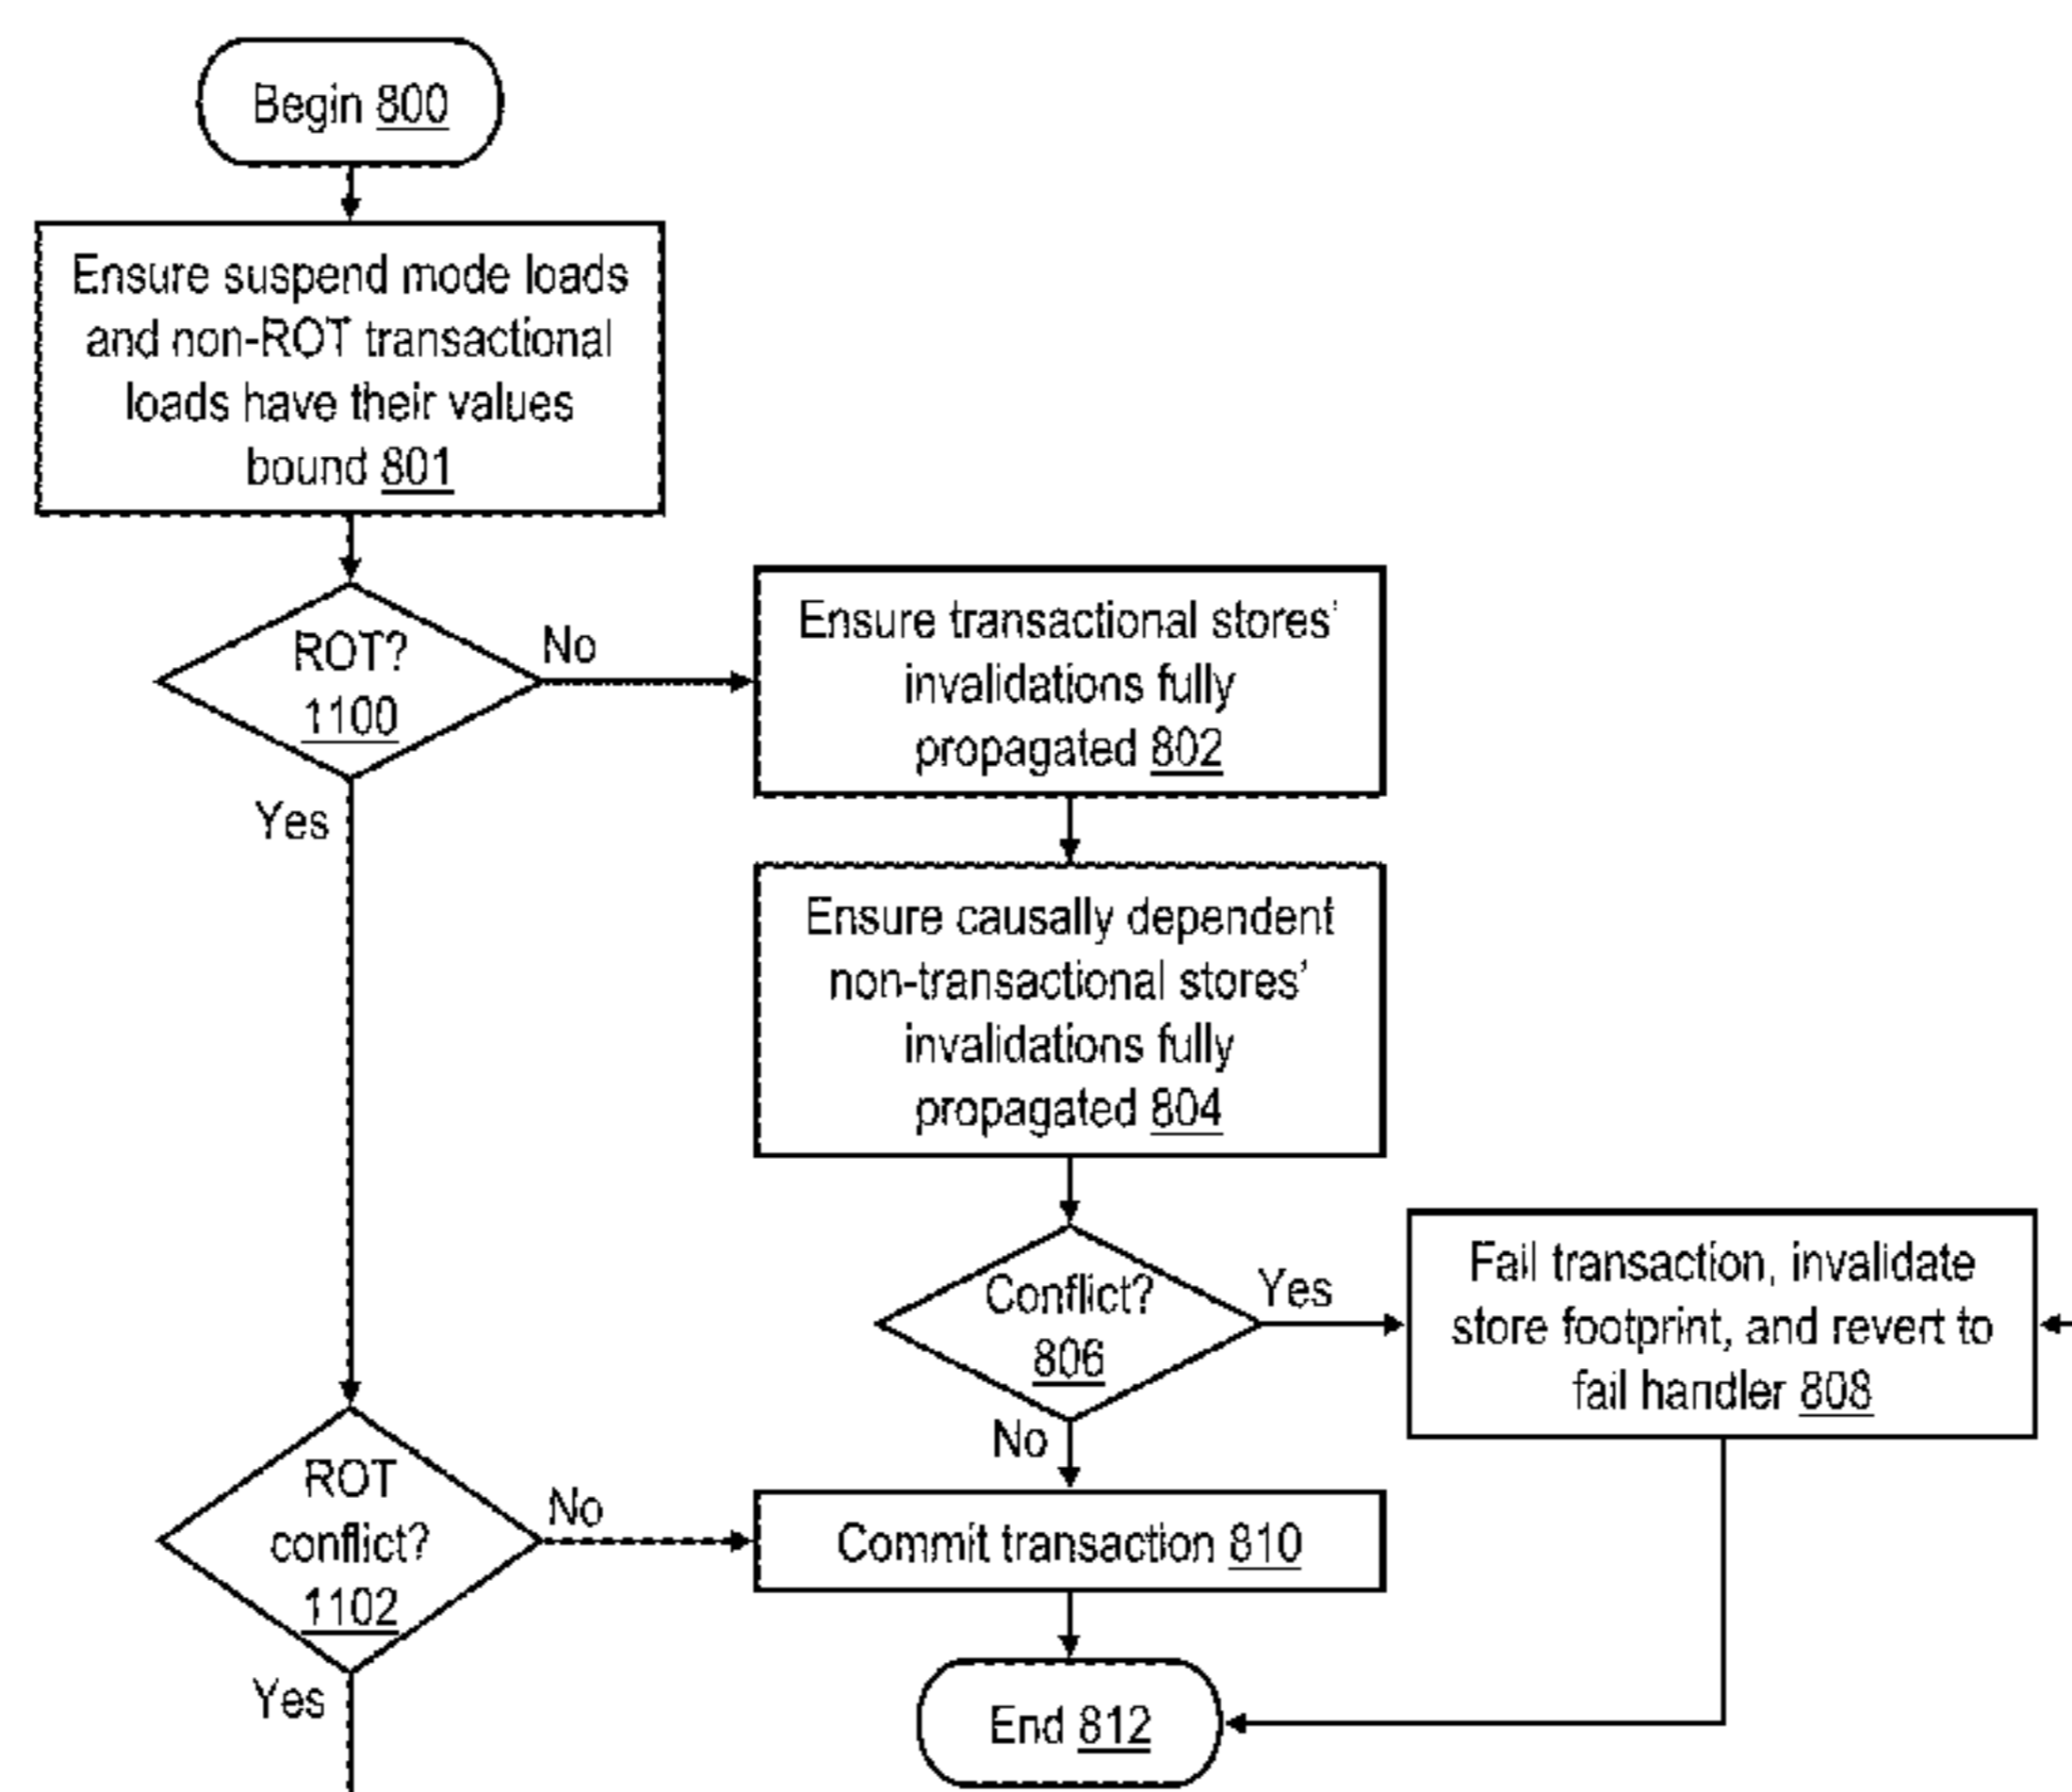 Begin 800
Ensure suspend mode loads
and non-ROT transactional
loads have their values
bound 801
ROT?
1100
No
Yes
Ensure transactional stores'
invalidations fully
propagated 802
Ensure causally dependent
non-transactional stores'
invalidations fully
propagated 804
Conflict?
806
Yes
No
Fail transaction, invalidate
store footprint, and revert to
fail handler 808
ROT
conflict?
1102
No
Yes
Commit transaction 810
End 812